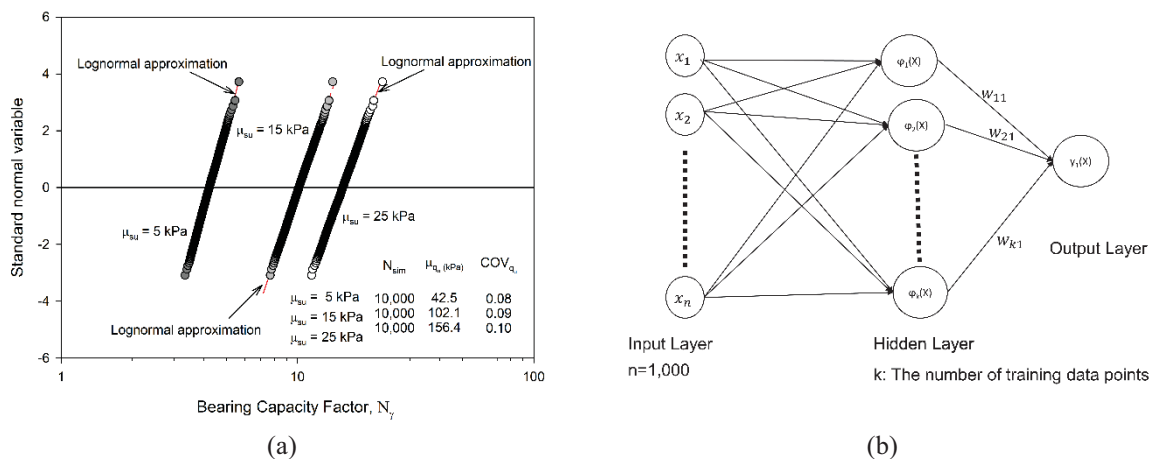 6
4
2
0
-2
-4
-6
Standard normal variable
Lognormal approximation
Lognormal approximation
μsu = 15 kPa
μsu = 5 kPa
μsu = 25 kPa
Nsim μqu (kPa) COVqu
μsu = 5 kPa 10,000 42.5 0.08
μsu = 15 kPa 10,000 102.1 0.09
μsu = 25 kPa 10,000 156.4 0.10
Lognormal approximation
1 10 100
Bearing Capacity Factor, Nγ
(a)
x1
x2
xn
φ1(X)
φ2(X)
φk(X)
w11
w21
wk1
y1(X)
Output Layer
Input Layer
n=1,000
Hidden Layer
k: The number of training data points
(b)